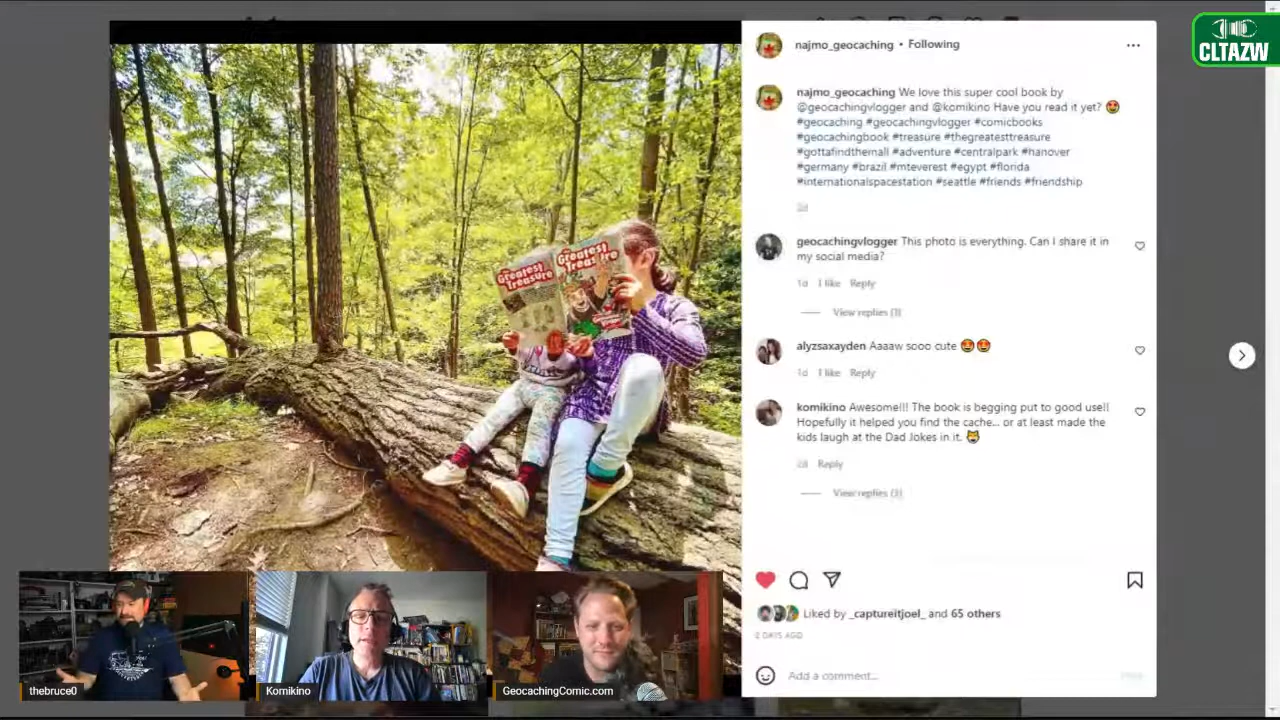 CLTAZW
najmo_geocaching • Following
najmo_geocaching We love this super cool book by
@geocachingvlogger and @komikino Have you read it yet? 🤩
#geocaching #geocachingvlogger #comicbooks
#geocachingbook #treasure #thegreatesttreasure
#gottafindthemall #adventure #centralpark #hanover
#germany #brazil #mteverest #egypt #florida
#internationalspacestation #seattle #friends #friendship
2d
geocachingvlogger This photo is everything. Can I share it in
my social media?
1d 1 like Reply
View replies (1)
alyzsaxayden Aaaaw sooo cute 😍😍
1d 1 like Reply
komikino Awesome!!! The book is begging put to good use!!
Hopefully it helped you find the cache... or at least made the
kids laugh at the Dad Jokes in it. 😹
2d Reply
Liked by _captureitjoel_ and 65 others
2 DAYS AGO
Add a comment...
Greatest
Treasure
Greatest
Treasure
thebruce0
Komikino
GeocachingComic.com